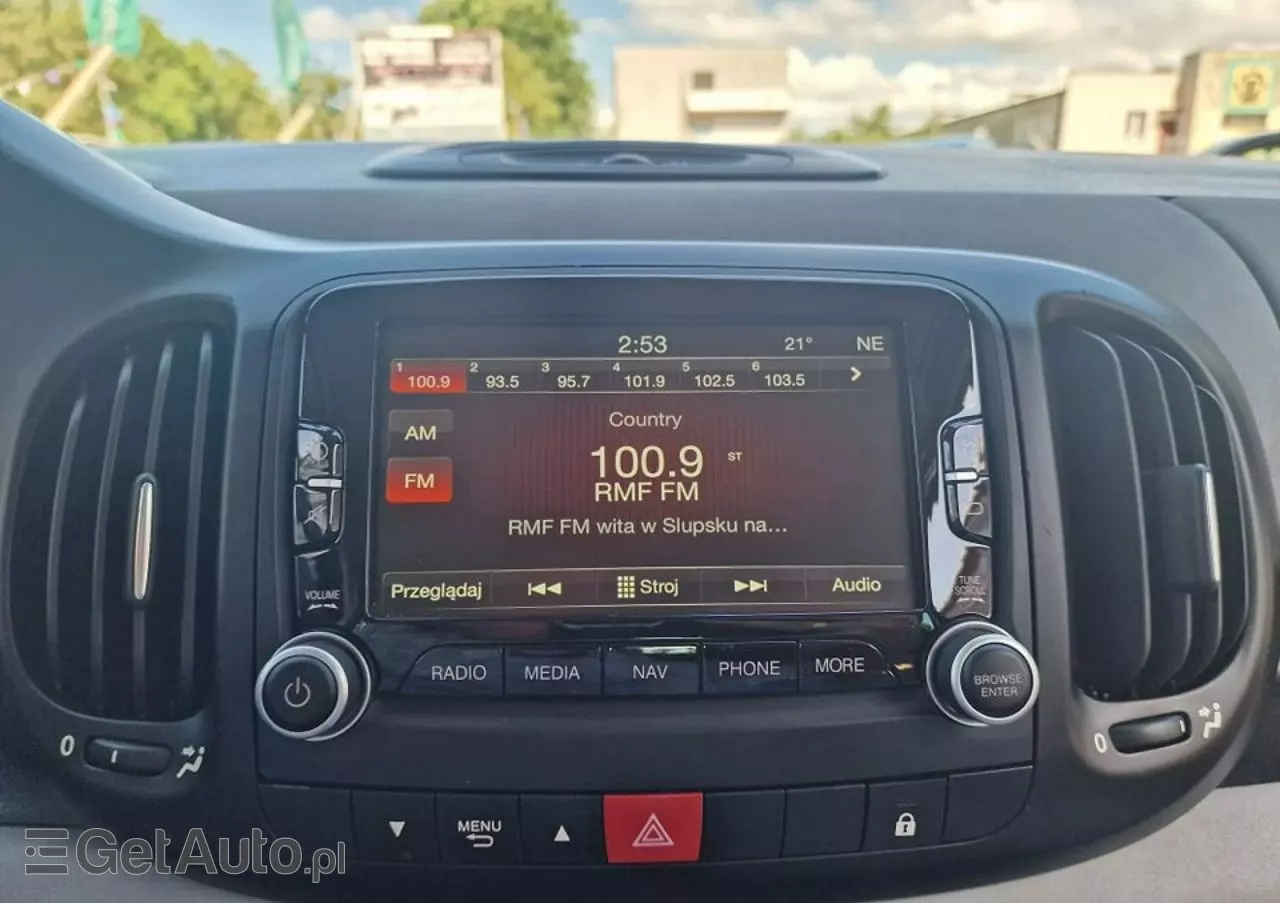 2:53 21° NE
1 100.9 2 93.5 3 95.7 4 101.9 5 102.5 6 103.5 >
Country
AM
100.9 ST
FM
RMF FM
RMF FM wita w Slupsku na...
Przeglądaj Stroj Audio
VOLUME
TUNE
SCROLL
RADIO MEDIA NAV PHONE MORE
BROWSE
ENTER
0
0
MENU
GetAuto.pl